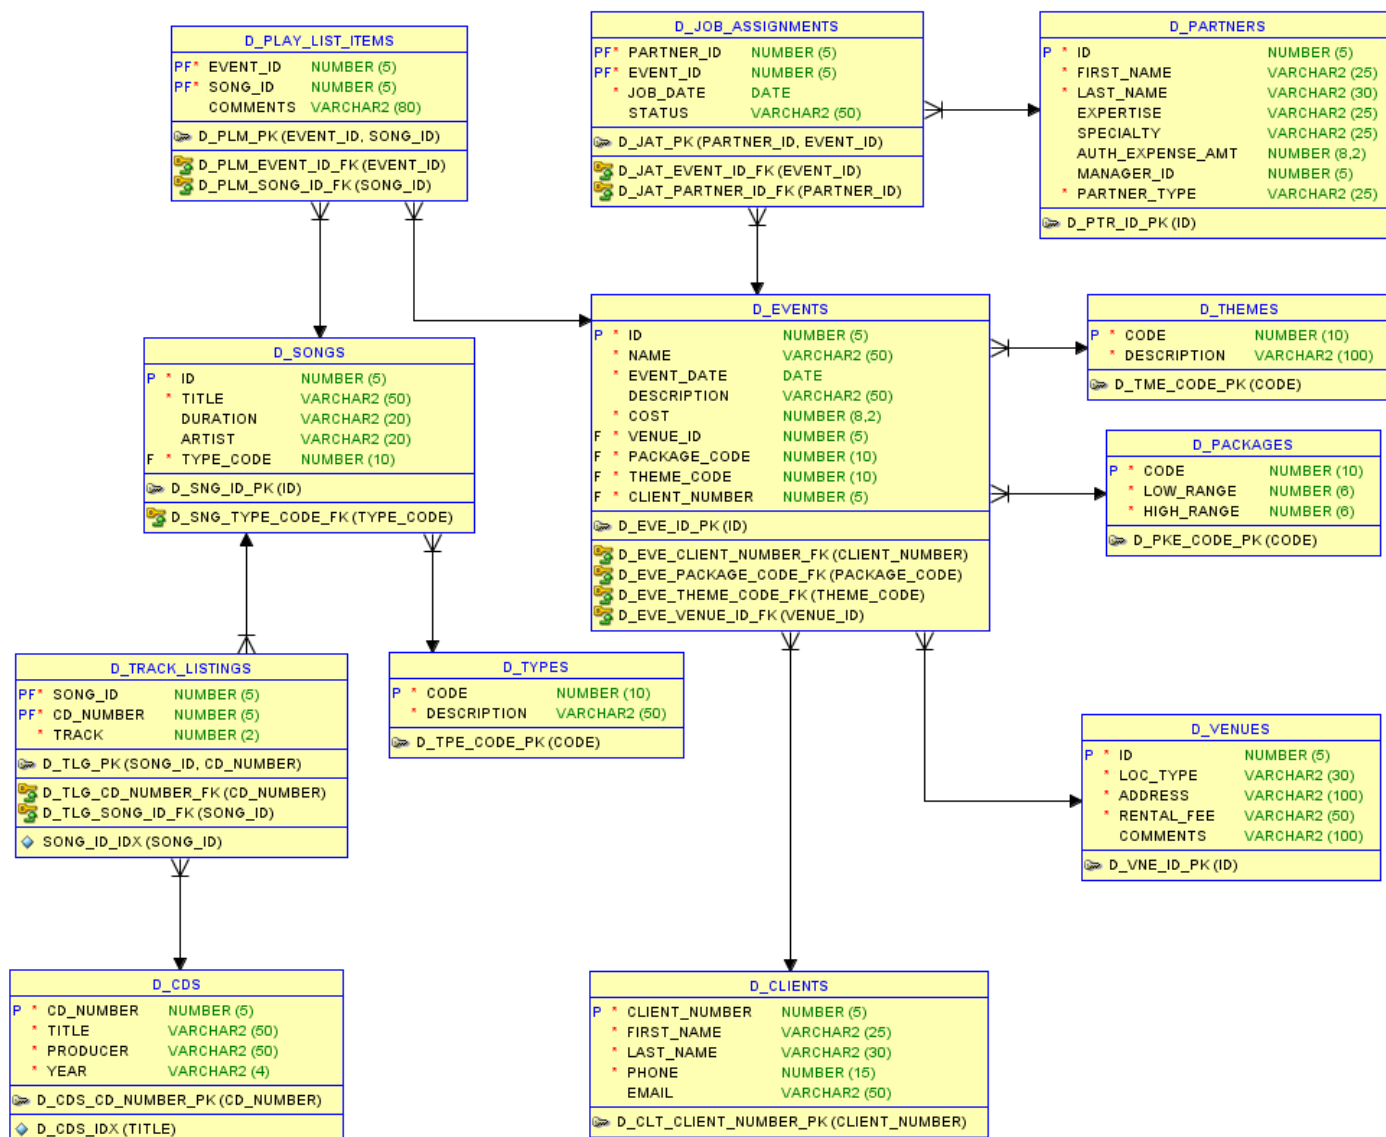 D_PLAY_LIST_ITEMS
PF* EVENT_ID NUMBER (5)
PF* SONG_ID NUMBER (5)
COMMENTS VARCHAR2 (80)
D_PLM_PK (EVENT_ID, SONG_ID)
D_PLM_EVENT_ID_FK (EVENT_ID)
D_PLM_SONG_ID_FK (SONG_ID)
D_JOB_ASSIGNMENTS
PF* PARTNER_ID NUMBER (5)
PF* EVENT_ID NUMBER (5)
* JOB_DATE DATE
STATUS VARCHAR2 (50)
D_JAT_PK (PARTNER_ID, EVENT_ID)
D_JAT_EVENT_ID_FK (EVENT_ID)
D_JAT_PARTNER_ID_FK (PARTNER_ID)
D_PARTNERS
P * ID NUMBER (5)
* FIRST_NAME VARCHAR2 (25)
* LAST_NAME VARCHAR2 (30)
EXPERTISE VARCHAR2 (25)
SPECIALTY VARCHAR2 (25)
AUTH_EXPENSE_AMT NUMBER (8,2)
MANAGER_ID NUMBER (5)
* PARTNER_TYPE VARCHAR2 (25)
D_PTR_ID_PK (ID)
D_SONGS
P * ID NUMBER (5)
* TITLE VARCHAR2 (50)
DURATION VARCHAR2 (20)
ARTIST VARCHAR2 (20)
F * TYPE_CODE NUMBER (10)
D_SNG_ID_PK (ID)
D_SNG_TYPE_CODE_FK (TYPE_CODE)
D_EVENTS
P * ID NUMBER (5)
* NAME VARCHAR2 (50)
* EVENT_DATE DATE
DESCRIPTION VARCHAR2 (50)
* COST NUMBER (8,2)
F * VENUE_ID NUMBER (5)
F * PACKAGE_CODE NUMBER (10)
F * THEME_CODE NUMBER (10)
F * CLIENT_NUMBER NUMBER (5)
D_EVE_ID_PK (ID)
D_EVE_CLIENT_NUMBER_FK (CLIENT_NUMBER)
D_EVE_PACKAGE_CODE_FK (PACKAGE_CODE)
D_EVE_THEME_CODE_FK (THEME_CODE)
D_EVE_VENUE_ID_FK (VENUE_ID)
D_THEMES
P * CODE NUMBER (10)
* DESCRIPTION VARCHAR2 (100)
D_TME_CODE_PK (CODE)
D_PACKAGES
P * CODE NUMBER (10)
* LOW_RANGE NUMBER (6)
* HIGH_RANGE NUMBER (6)
D_PKE_CODE_PK (CODE)
D_TRACK_LISTINGS
PF* SONG_ID NUMBER (5)
PF* CD_NUMBER NUMBER (5)
* TRACK NUMBER (2)
D_TLG_PK (SONG_ID, CD_NUMBER)
D_TLG_CD_NUMBER_FK (CD_NUMBER)
D_TLG_SONG_ID_FK (SONG_ID)
SONG_ID_IDX (SONG_ID)
D_TYPES
P * CODE NUMBER (10)
* DESCRIPTION VARCHAR2 (50)
D_TPE_CODE_PK (CODE)
D_VENUES
P * ID NUMBER (5)
* LOC_TYPE VARCHAR2 (30)
* ADDRESS VARCHAR2 (100)
* RENTAL_FEE VARCHAR2 (50)
COMMENTS VARCHAR2 (100)
D_VNE_ID_PK (ID)
D_CDS
P * CD_NUMBER NUMBER (5)
* TITLE VARCHAR2 (50)
* PRODUCER VARCHAR2 (50)
* YEAR VARCHAR2 (4)
D_CDS_CD_NUMBER_PK (CD_NUMBER)
D_CDS_IDX (TITLE)
D_CLIENTS
P * CLIENT_NUMBER NUMBER (5)
* FIRST_NAME VARCHAR2 (25)
* LAST_NAME VARCHAR2 (30)
* PHONE NUMBER (15)
EMAIL VARCHAR2 (50)
D_CLT_CLIENT_NUMBER_PK (CLIENT_NUMBER)